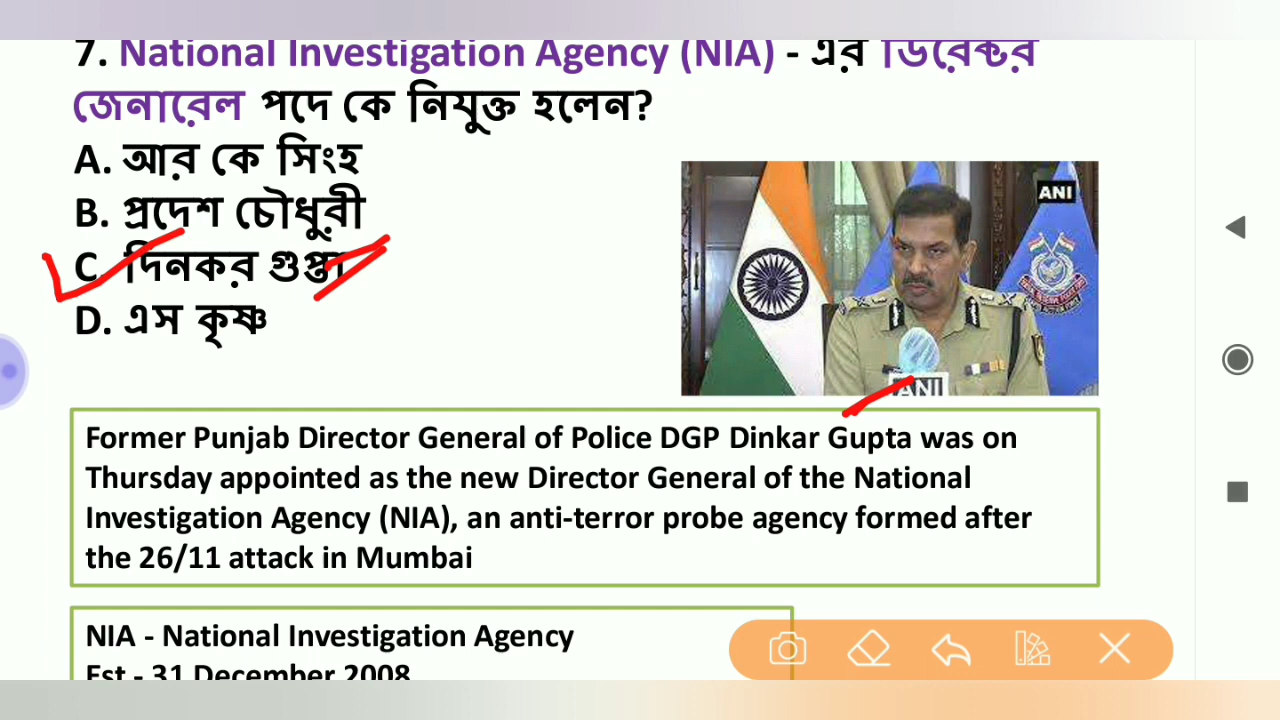 7. National Investigation Agency (NIA) - এর ডিরেক্টর
জেনারেল পদে কে নিযুক্ত হলেন?
A. আর কে সিংহ
B. প্রদেশ চৌধুরী
C. দিনকর গুপ্তা
D. এস কৃষ্ণ
ANI
ANI
Former Punjab Director General of Police DGP Dinkar Gupta was on
Thursday appointed as the new Director General of the National
Investigation Agency (NIA), an anti-terror probe agency formed after
the 26/11 attack in Mumbai
NIA - National Investigation Agency
Est - 31 December 2008